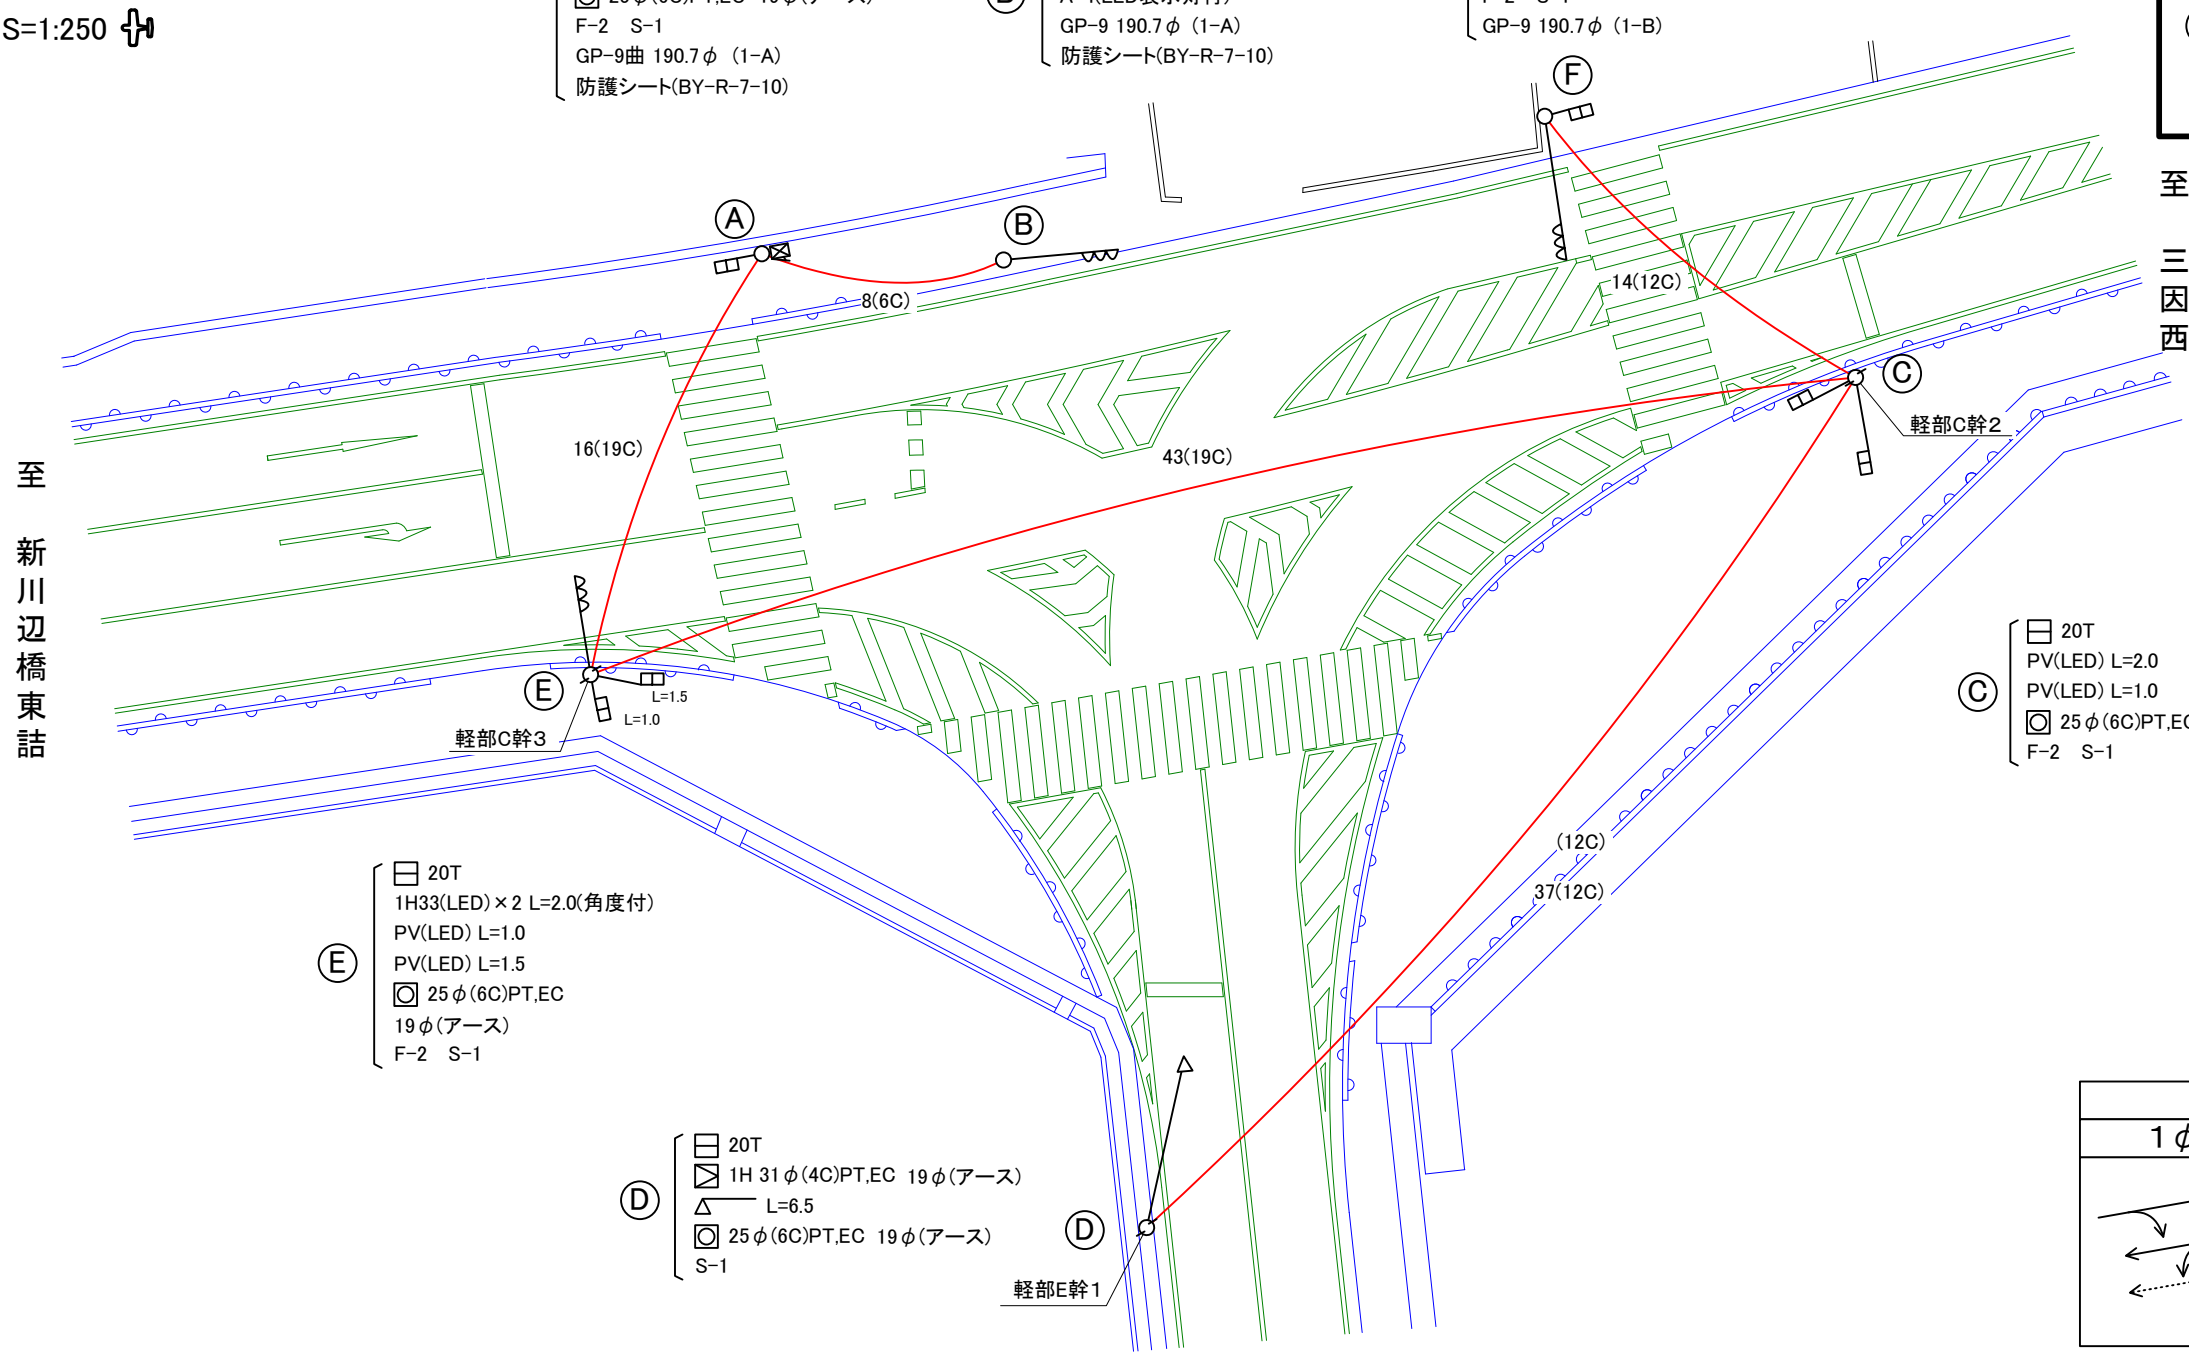 S=1:250
F-2 S-1
GP-9曲 190.7φ (1-A)
防護シート(BY-R-7-10)
GP-9 190.7φ (1-A)
防護シート(BY-R-7-10)
GP-9 190.7φ (1-B)
F
A
B
8(6C)
14(12C)
C
軽部C幹2
16(19C)
43(19C)
至 三因西
至 新川辺橋東詰
E
L=1.5
L=1.0
軽部C幹3
C
20T
PV(LED) L=2.0
PV(LED) L=1.0
25φ(6C)PT,EC
F-2 S-1
(12C)
37(12C)
E
20T
1H33(LED)×2 L=2.0(角度付)
PV(LED) L=1.0
PV(LED) L=1.5
25φ(6C)PT,EC
19φ(アース)
F-2 S-1
D
20T
1H 31φ(4C)PT,EC 19φ(アース)
L=6.5
25φ(6C)PT,EC 19φ(アース)
S-1
D
軽部E幹1
1φ